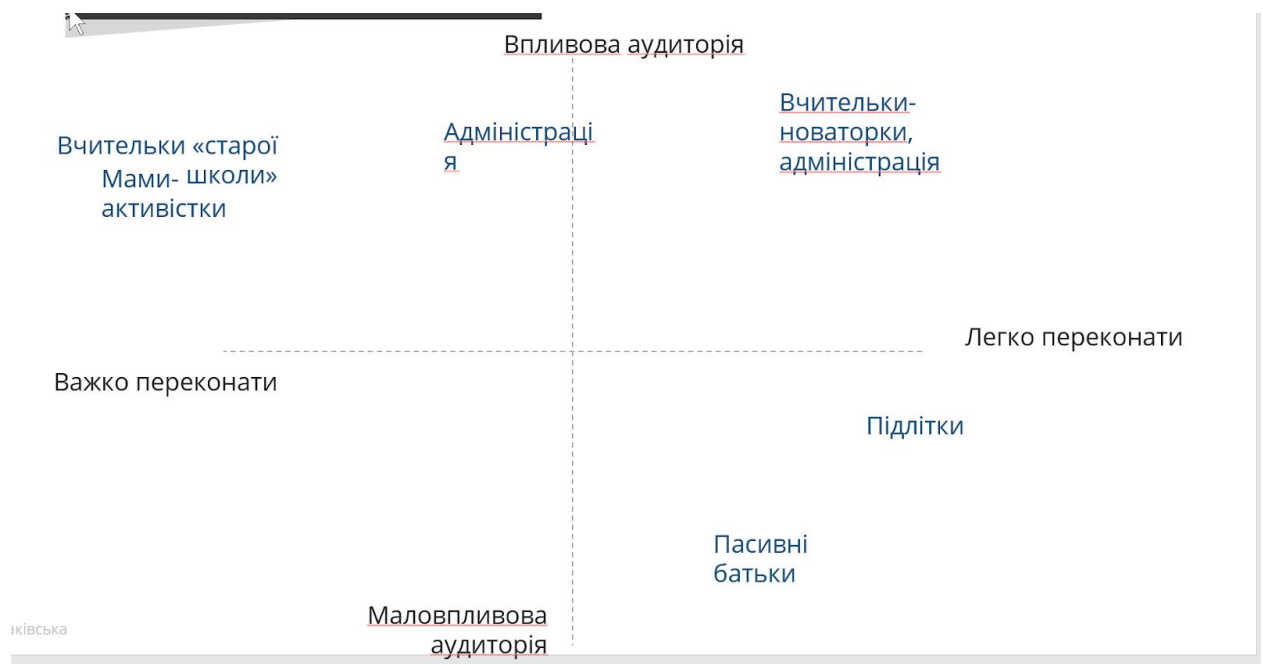 Впливова аудиторія
Вчительки-
новаторки,
адміністрація
Адміністраці
я
Вчительки «старої
школи»
Мами-
активістки
Легко переконати
Важко переконати
Підлітки
Пасивні
батьки
Маловпливова
аудиторія